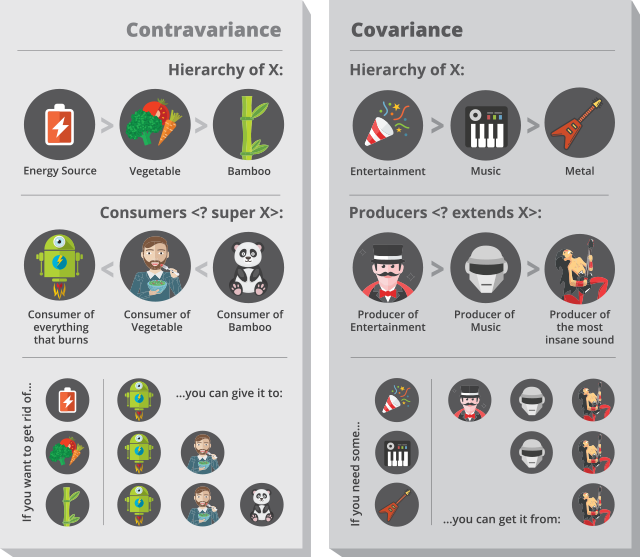 Contravariance
Hierarchy of X:
> >
Energy Source
Vegetable
Bamboo
Consumers <? super X>:
< <
Consumer of
everything
that burns
Consumer of
Vegetable
Consumer of
Bamboo
If you want to get rid of...
...you can give it to:
Covariance
Hierarchy of X:
> >
Entertainment
Music
Metal
Producers <? extends X>:
> >
Producer of
Entertainment
Producer of
Music
Producer of
the most
insane sound
If you need some...
...you can get it from: